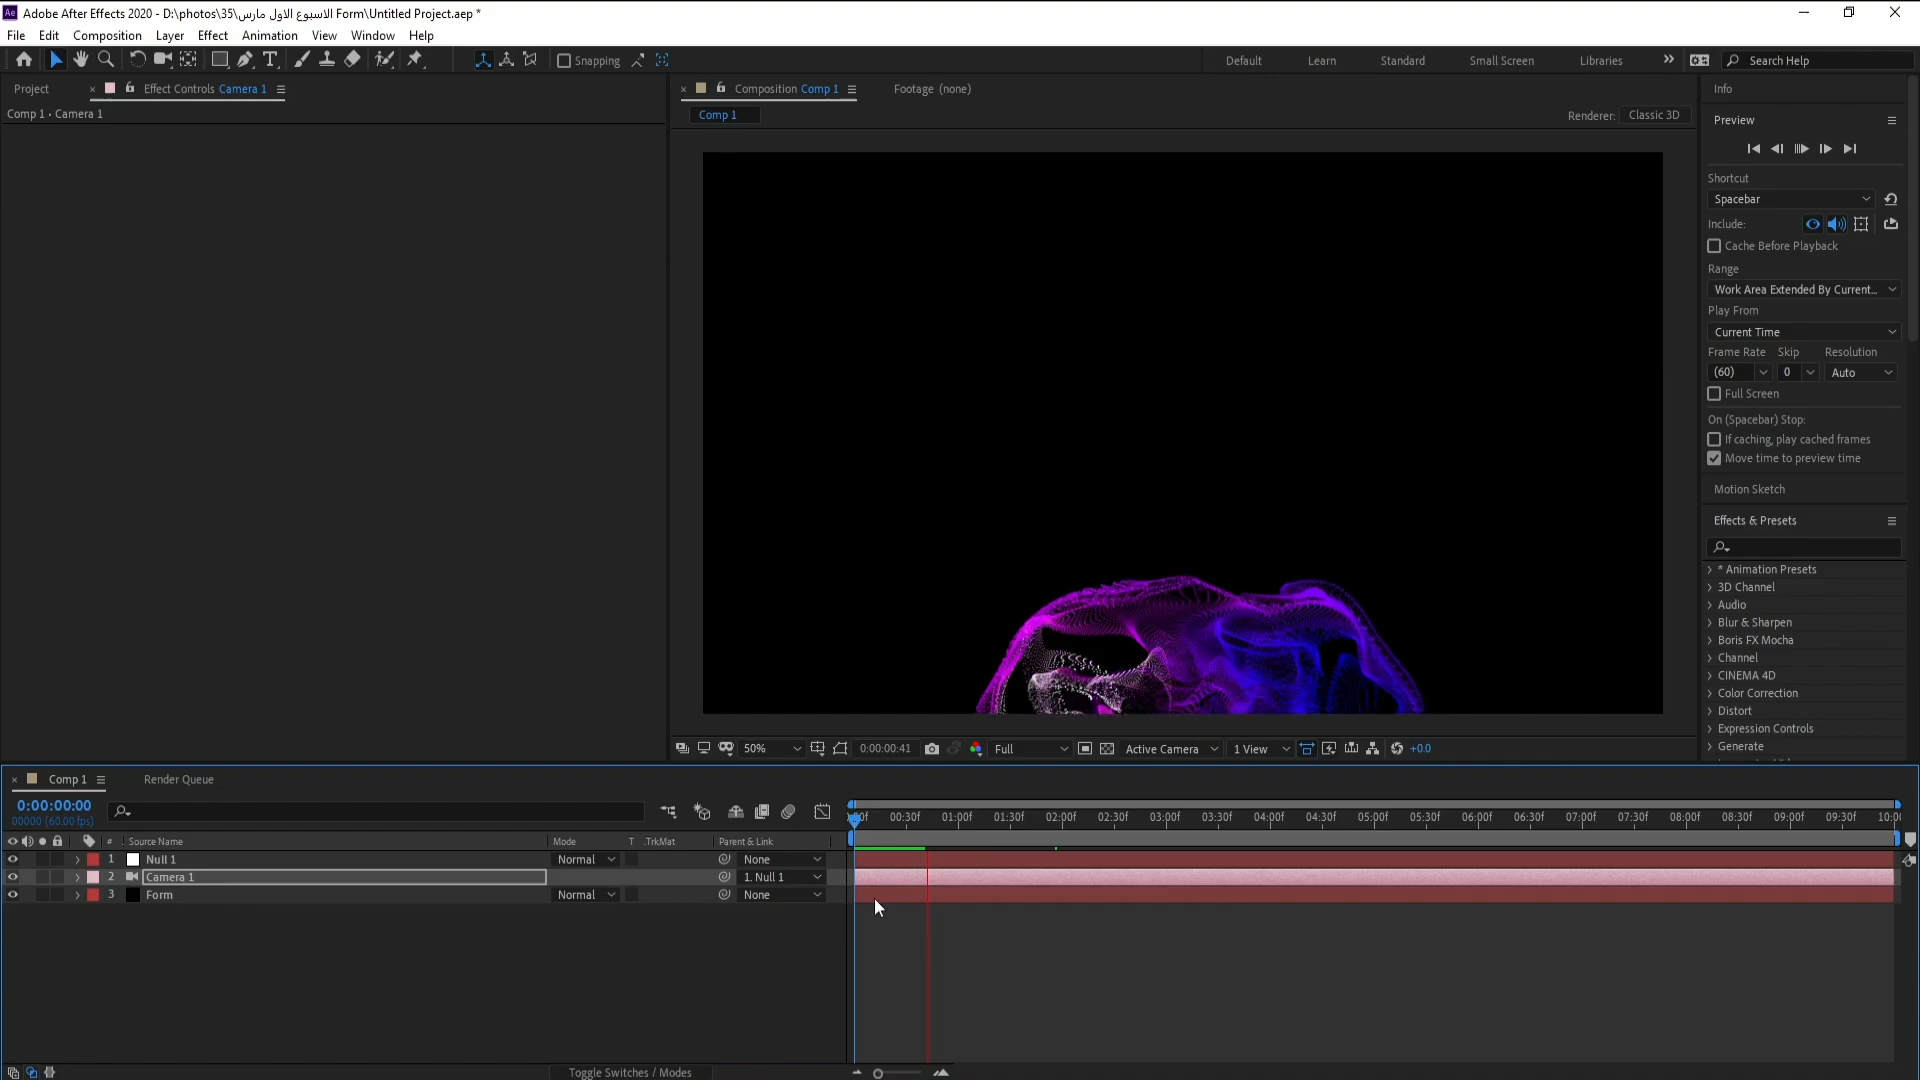 Adobe After Effects 2020 - D:\photos\35\الاسبوع الاول مارس Form\Untitled Project.aep *
File Edit Composition Layer Effect Animation View Window Help
Snapping Default Learn Standard Small Screen Libraries Search Help
Project Effect Controls Camera 1
Comp 1 • Camera 1
Composition Comp 1 Footage (none)
Comp 1 Renderer: Classic 3D
Info
Preview
Shortcut
Spacebar
Include:
Cache Before Playback
Range
Work Area Extended By Current...
Play From
Current Time
Frame Rate Skip Resolution
(60) 0 Auto
Full Screen
On (Spacebar) Stop:
If caching, play cached frames
Move time to preview time
Motion Sketch
Effects & Presets
* Animation Presets
3D Channel
Audio
Blur & Sharpen
Boris FX Mocha
Channel
CINEMA 4D
Color Correction
Distort
Expression Controls
Generate
50% 0:00:00:41 Full Active Camera 1 View +0.0
Comp 1 Render Queue
0:00:00:00
00000 (60.00 fps)
00:30f 01:00f 01:30f 02:00f 02:30f 03:00f 03:30f 04:00f 04:30f 05:00f 05:30f 06:00f 06:30f 07:00f 07:30f 08:00f 08:30f 09:00f 09:30f
# Source Name Mode T .TrkMat Parent & Link
1 Null 1 Normal None
2 Camera 1 1. Null 1
3 Form Normal None
Toggle Switches / Modes